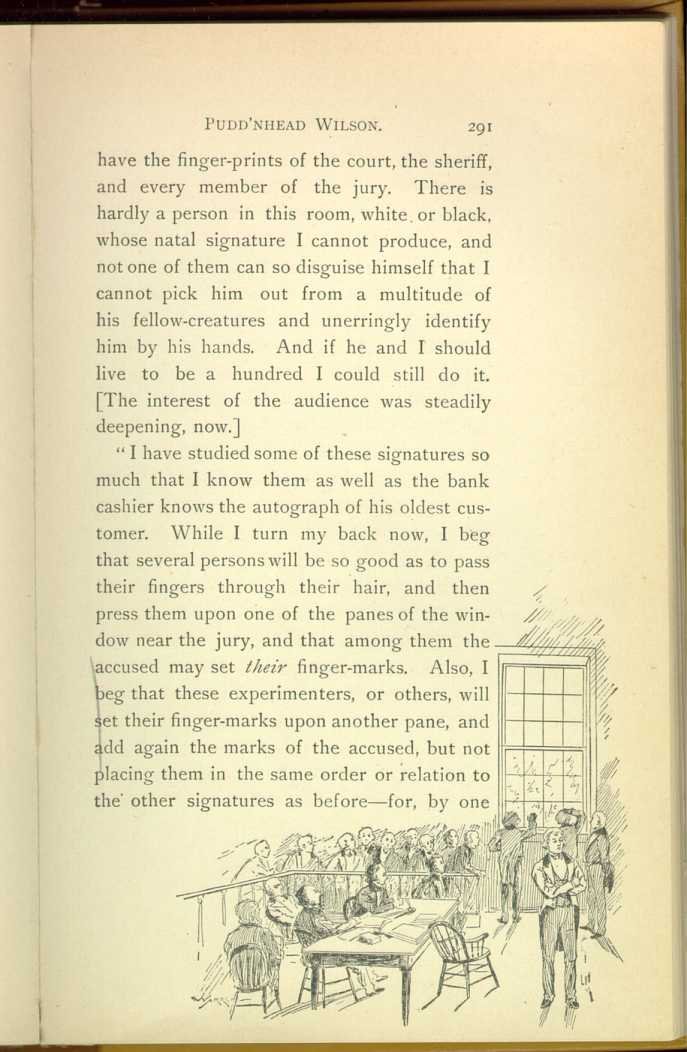 PUDD'NHEAD WILSON. 291
have the finger-prints of the court, the sheriff,
and every member of the jury. There is
hardly a person in this room, white or black,
whose natal signature I cannot produce, and
not one of them can so disguise himself that I
cannot pick him out from a multitude of
his fellow-creatures and unerringly identify
him by his hands. And if he and I should
live to be a hundred I could still do it.
[The interest of the audience was steadily
deepening, now.]
"I have studied some of these signatures so
much that I know them as well as the bank
cashier knows the autograph of his oldest cus-
tomer. While I turn my back now, I beg
that several persons will be so good as to pass
their fingers through their hair, and then
press them upon one of the panes of the win-
dow near the jury, and that among them the
accused may set their finger-marks. Also, I
beg that these experimenters, or others, will
set their finger-marks upon another pane, and
add again the marks of the accused, but not
placing them in the same order or relation to
the other signatures as before—for, by one